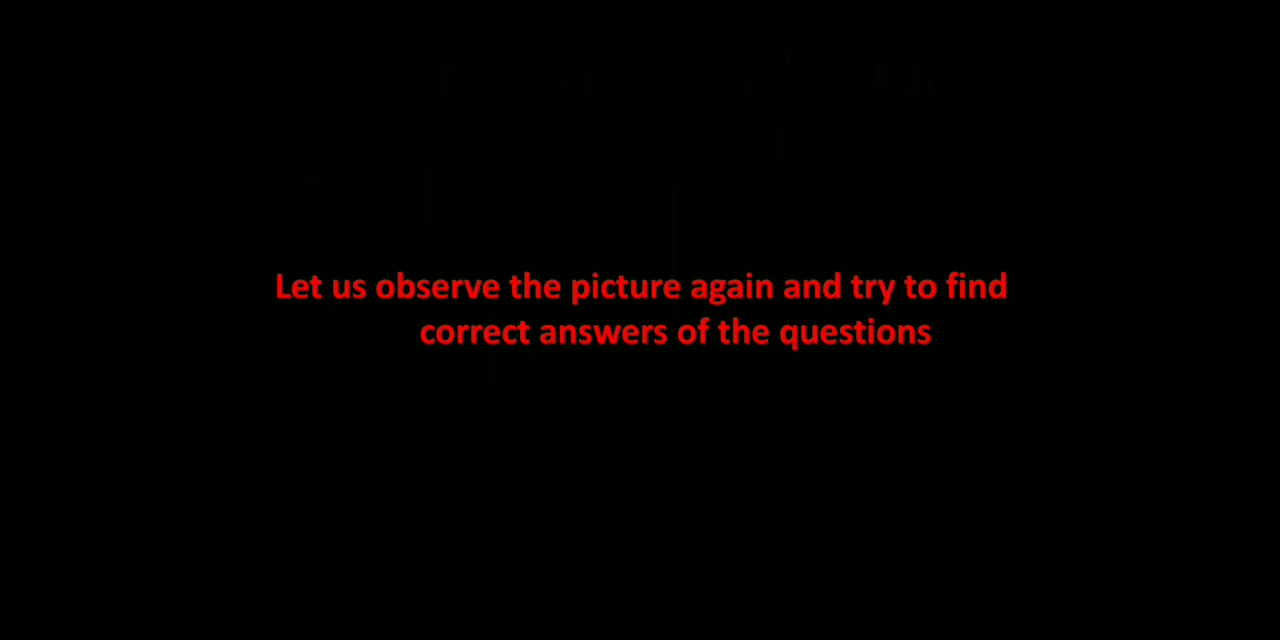 Let us observe the picture again and try to find
correct answers of the questions